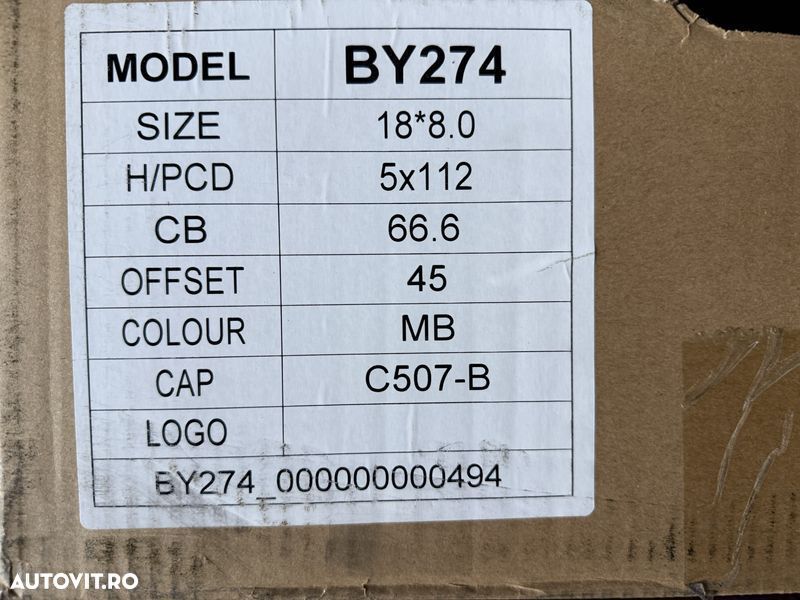 MODEL BY274
SIZE 18*8.0
H/PCD 5x112
CB 66.6
OFFSET 45
COLOUR MB
CAP C507-B
LOGO
BY274_000000000494
AUTOVIT.RO